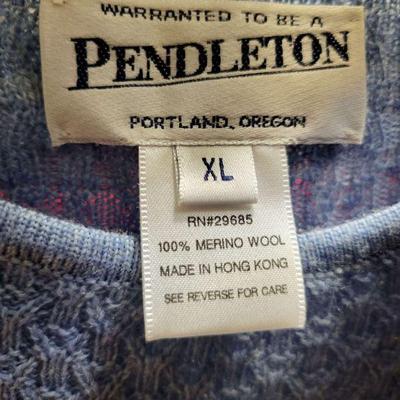 WARRANTED TO BE A
PENDLETON
PORTLAND, OREGON
XL
RN#29685
100% MERINO WOOL
MADE IN HONG KONG
SEE REVERSE FOR CARE